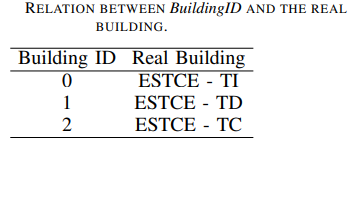 RELATION BETWEEN BuildingID AND THE REAL
BUILDING.
Building ID Real Building
0 ESTCE - TI
1 ESTCE - TD
2 ESTCE - TC